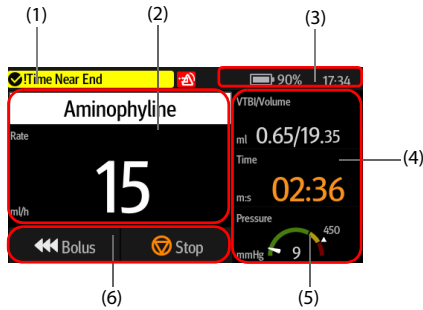 (1)
(2)
(3)
!Time Near End
90%
17:34
Aminophyline
VTBI/Volume
ml 0.65/19.35
Rate
15
ml/h
Time
m:s 02:36
(4)
Pressure
450
mmHg 9
Bolus
Stop
(6)
(5)